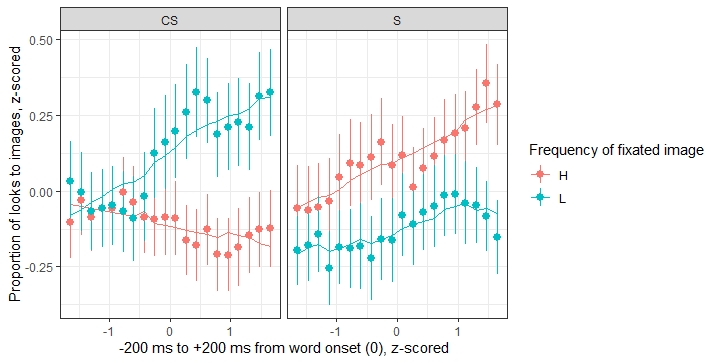 CS
S
0.50
0.25
0.00
-0.25
Proportion of looks to images, z-scored
-1
0
1
-1
0
1
-200 ms to +200 ms from word onset (0), z-scored
Frequency of fixated image
H
L